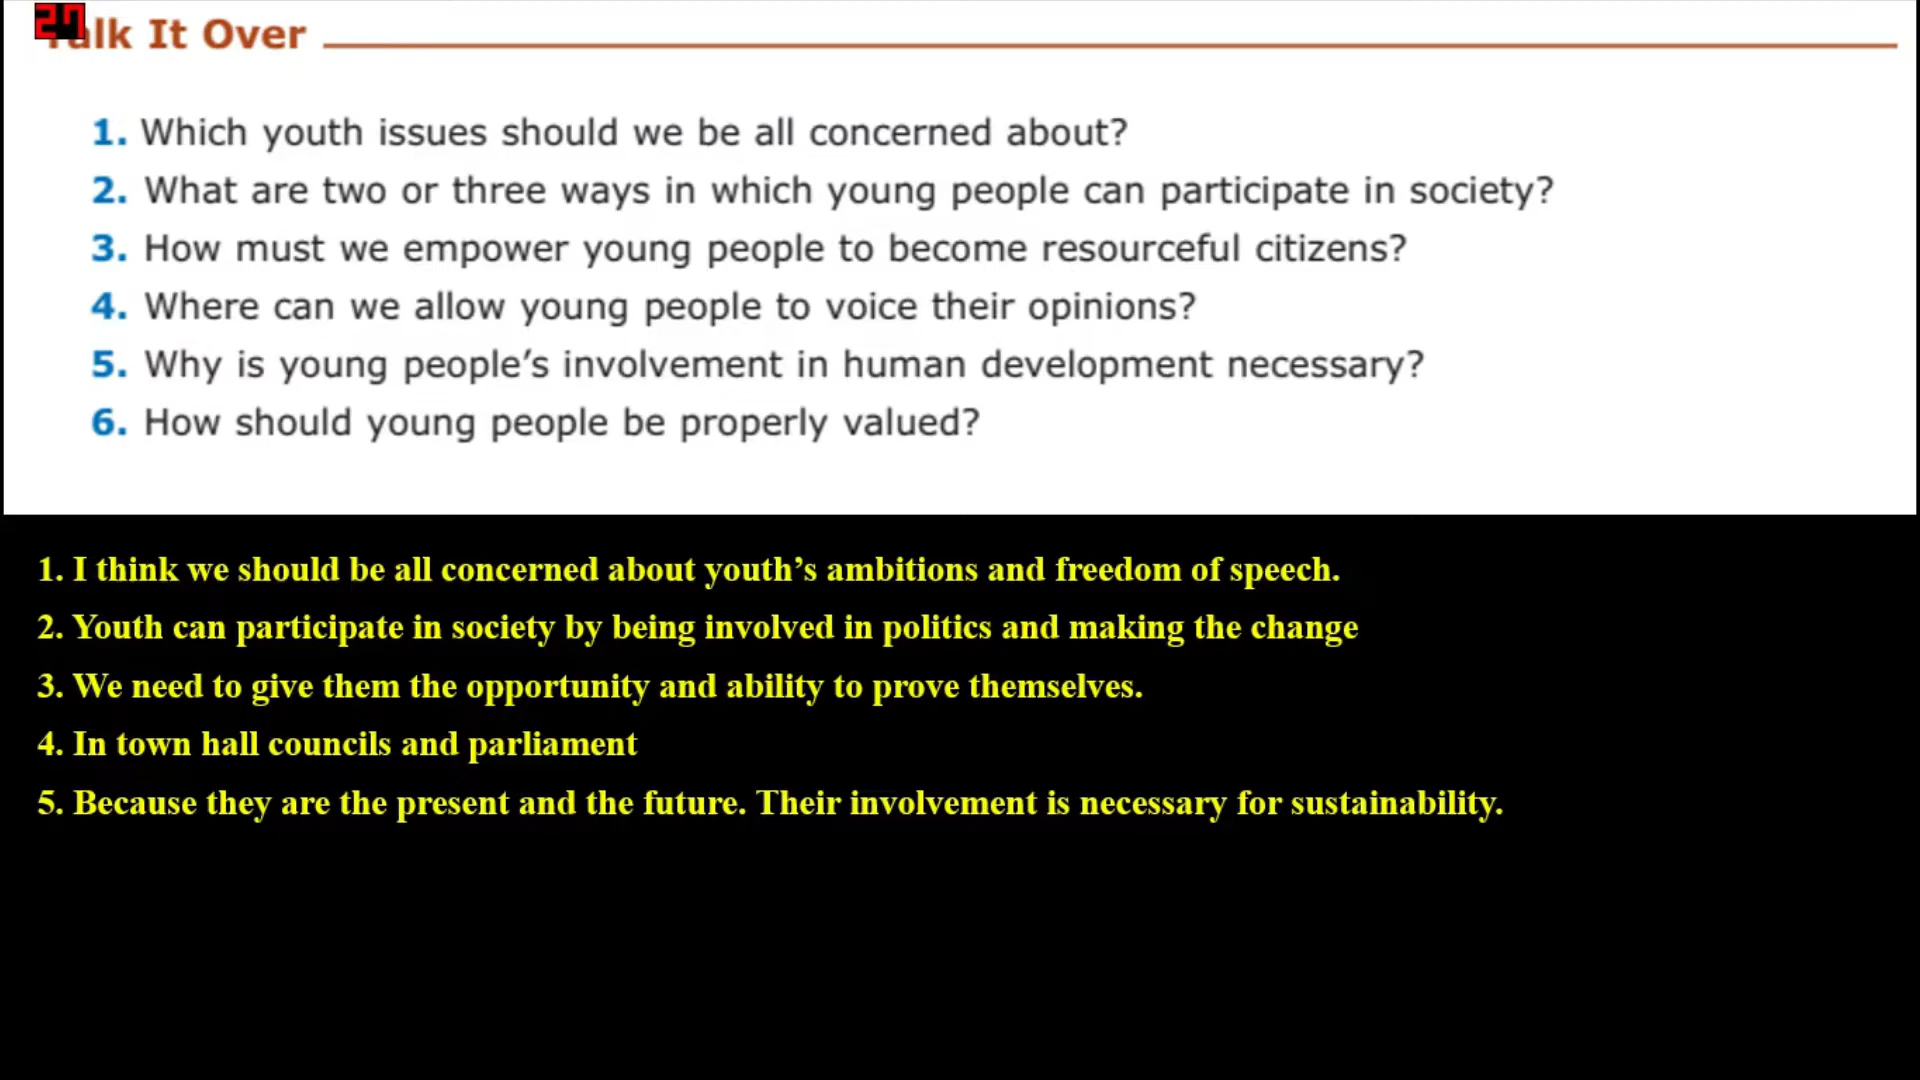 Talk It Over
1. Which youth issues should we be all concerned about?
2. What are two or three ways in which young people can participate in society?
3. How must we empower young people to become resourceful citizens?
4. Where can we allow young people to voice their opinions?
5. Why is young people’s involvement in human development necessary?
6. How should young people be properly valued?
1. I think we should be all concerned about youth’s ambitions and freedom of speech.
2. Youth can participate in society by being involved in politics and making the change
3. We need to give them the opportunity and ability to prove themselves.
4. In town hall councils and parliament
5. Because they are the present and the future. Their involvement is necessary for sustainability.